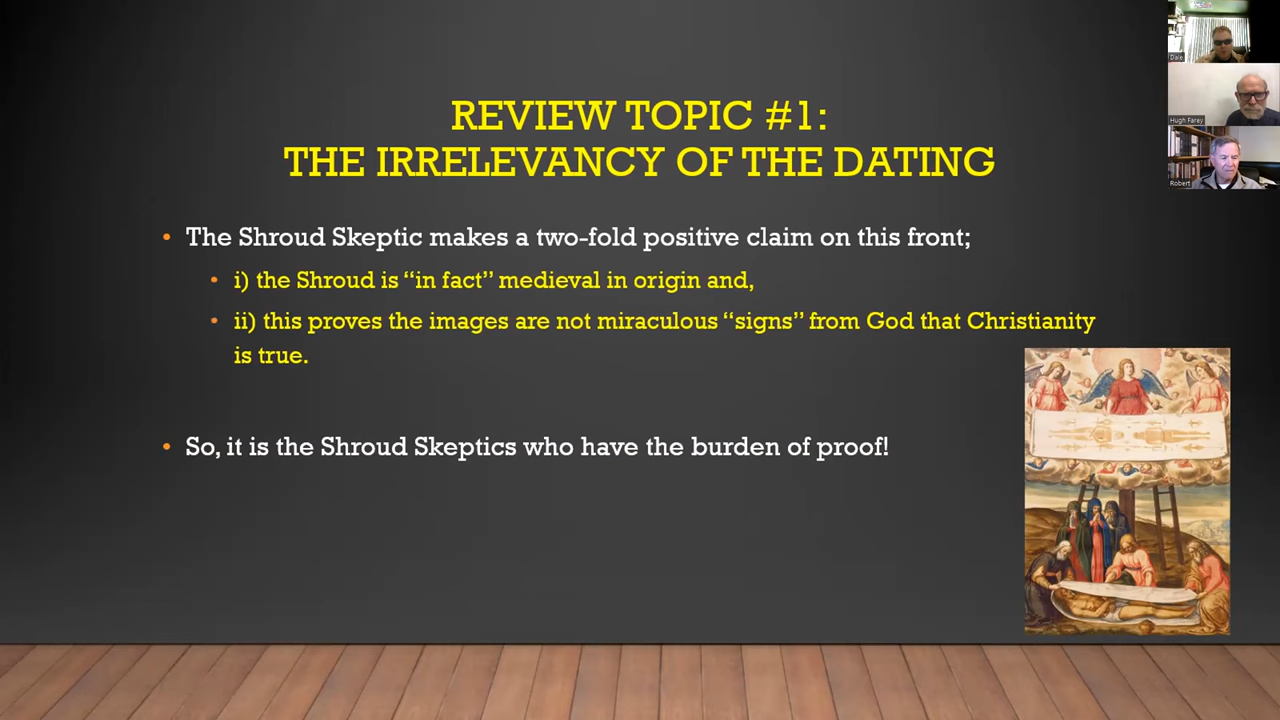 REVIEW TOPIC #1:
THE IRRELEVANCY OF THE DATING
• The Shroud Skeptic makes a two-fold positive claim on this front;
• i) the Shroud is “in fact” medieval in origin and,
• ii) this proves the images are not miraculous “signs” from God that Christianity
is true.
• So, it is the Shroud Skeptics who have the burden of proof!
Dale
Hugh Farey
Robert